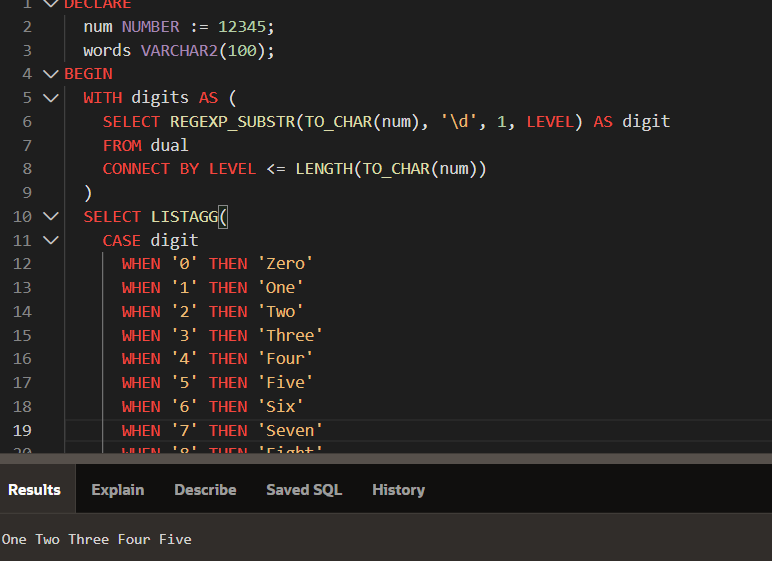 1 DECLARE
2 num NUMBER := 12345;
3 words VARCHAR2(100);
4 BEGIN
5 WITH digits AS (
6 SELECT REGEXP_SUBSTR(TO_CHAR(num), '\d', 1, LEVEL) AS digit
7 FROM dual
8 CONNECT BY LEVEL <= LENGTH(TO_CHAR(num))
9 )
10 SELECT LISTAGG(
11 CASE digit
12 WHEN '0' THEN 'Zero'
13 WHEN '1' THEN 'One'
14 WHEN '2' THEN 'Two'
15 WHEN '3' THEN 'Three'
16 WHEN '4' THEN 'Four'
17 WHEN '5' THEN 'Five'
18 WHEN '6' THEN 'Six'
19 WHEN '7' THEN 'Seven'
20 WHEN '8' THEN 'Eight'
Results Explain Describe Saved SQL History
One Two Three Four Five